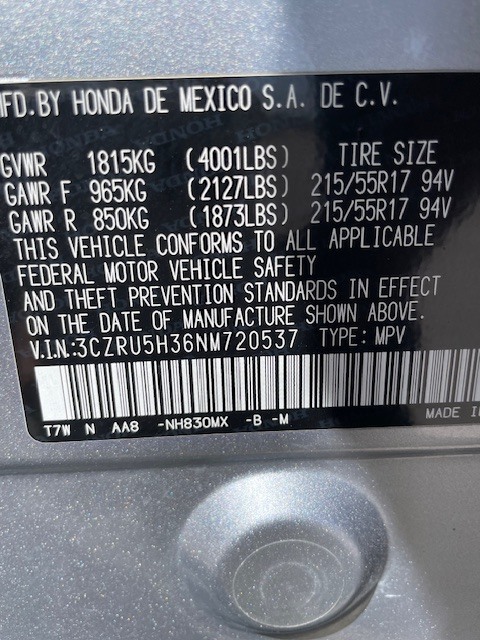 MFD.BY HONDA DE MEXICO S.A. DE C.V.
GVWR 1815KG (4001LBS) TIRE SIZE
GAWR F 965KG (2127LBS) 215/55R17 94V
GAWR R 850KG (1873LBS) 215/55R17 94V
THIS VEHICLE CONFORMS TO ALL APPLICABLE
FEDERAL MOTOR VEHICLE SAFETY
AND THEFT PREVENTION STANDARDS IN EFFECT
ON THE DATE OF MANUFACTURE SHOWN ABOVE.
V.I.N:3CZRU5H36NM720537 TYPE: MPV
T7W N AA8 -NH830MX -B -M MADE IN